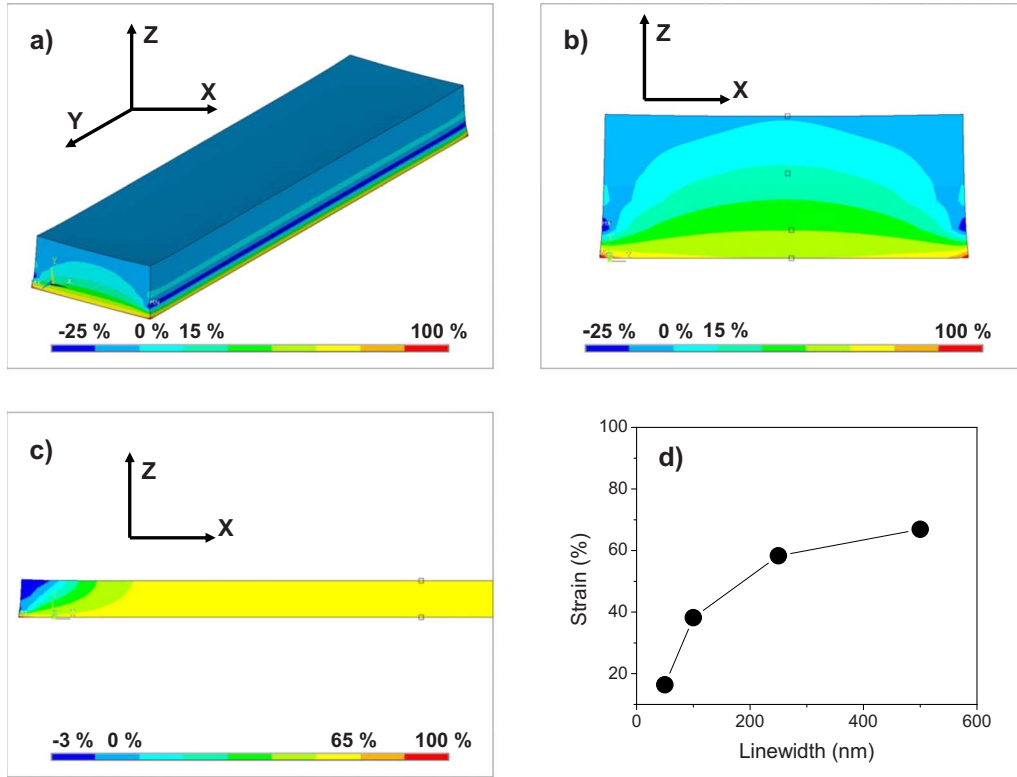 a)
Z
X
Y
-25 % 0 % 15 % 100 %
b)
Z
X
-25 % 0 % 15 % 100 %
c)
Z
X
-3 % 0 % 65 % 100 %
d)
100
80
60
40
20
Strain (%)
0 200 400 600
Linewidth (nm)